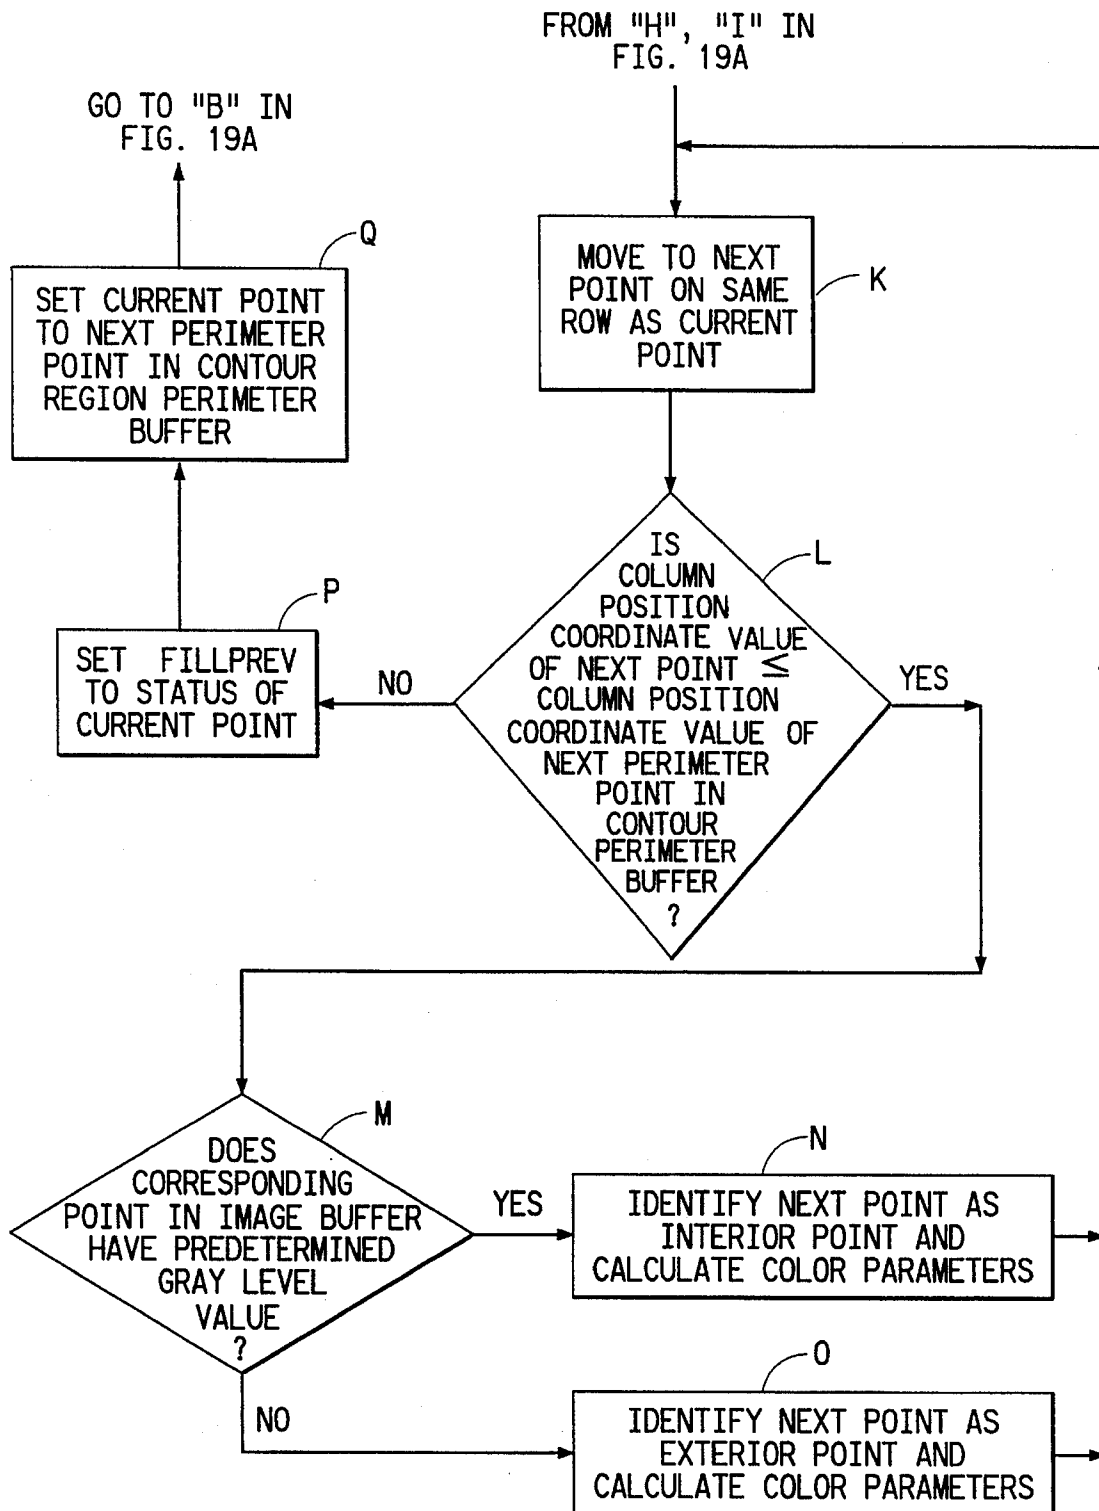 FROM "H", "I" IN
FIG. 19A
GO TO "B" IN
FIG. 19A
Q
SET CURRENT POINT
TO NEXT PERIMETER
POINT IN CONTOUR
REGION PERIMETER
BUFFER
MOVE TO NEXT
POINT ON SAME
ROW AS CURRENT
POINT
K
P
SET FILLPREV
TO STATUS OF
CURRENT POINT
NO
IS
COLUMN
POSITION
COORDINATE VALUE
OF NEXT POINT ≤
COLUMN POSITION
COORDINATE VALUE OF
NEXT PERIMETER
POINT IN
CONTOUR
PERIMETER
BUFFER
?
L
YES
M
DOES
CORRESPONDING
POINT IN IMAGE BUFFER
HAVE PREDETERMINED
GRAY LEVEL
VALUE
?
YES
N
IDENTIFY NEXT POINT AS
INTERIOR POINT AND
CALCULATE COLOR PARAMETERS
NO
O
IDENTIFY NEXT POINT AS
EXTERIOR POINT AND
CALCULATE COLOR PARAMETERS